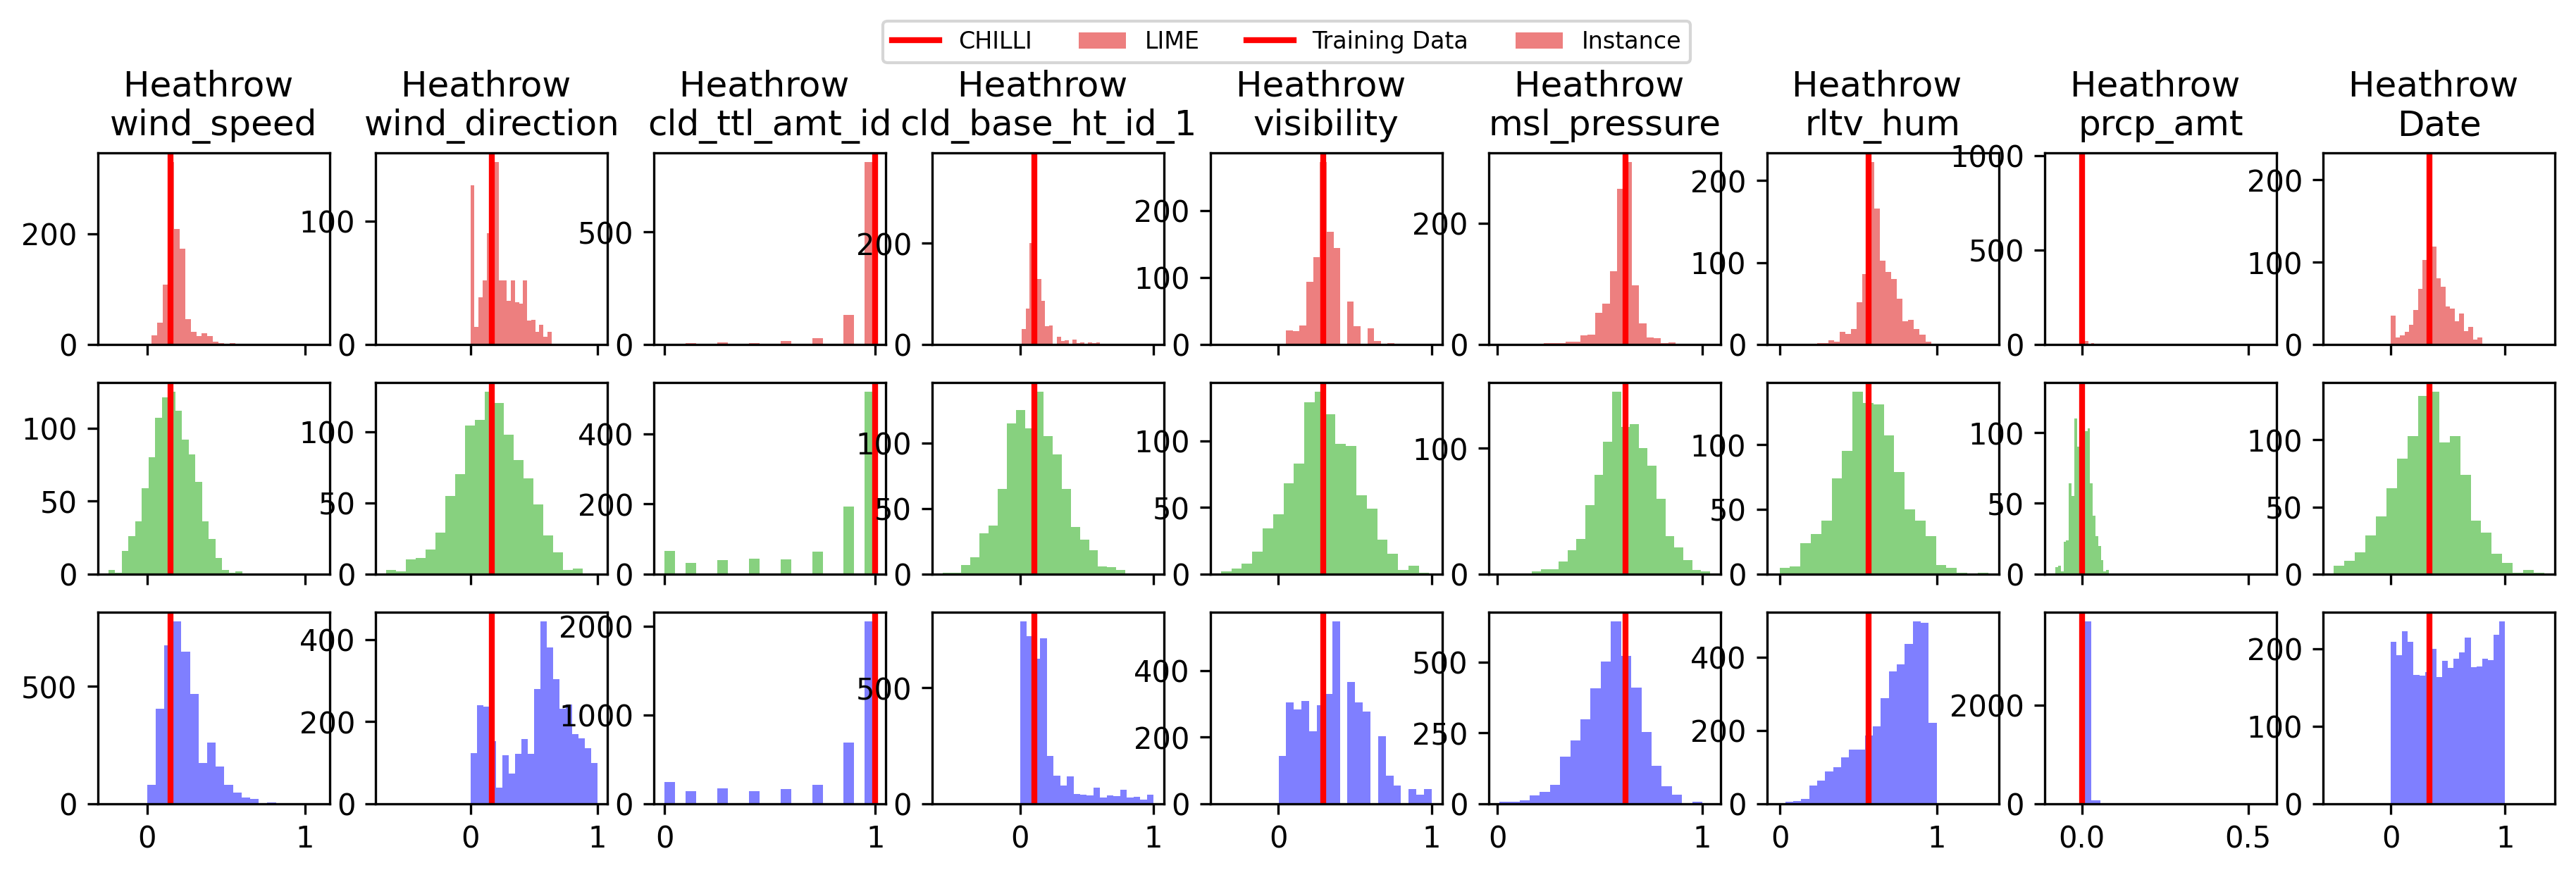 CHILLI LIME Training Data Instance
Heathrow wind_speed
Heathrow wind_direction
Heathrow cld_ttl_amt_id
Heathrow cld_base_ht_id_1
Heathrow visibility
Heathrow msl_pressure
Heathrow rltv_hum
Heathrow prcp_amt
Heathrow Date
200 0
100 0
500 0
200 0
200 100 0
200 0
200 100 0
1000 500 0
200 100 0
100 50 0
100 50 0
400 200 0
100 50 0
100 50 0
100 0
100 50 0
100 50 0
100 50 0
500 0
400 200 0
2000 1000 0
500 0
400 200 0
500 250 0
400 200 0
2000 0
200 100 0
0 1 0 1 0 1 0 1 0 1 0 1 0 1 0.0 0.5 0 1